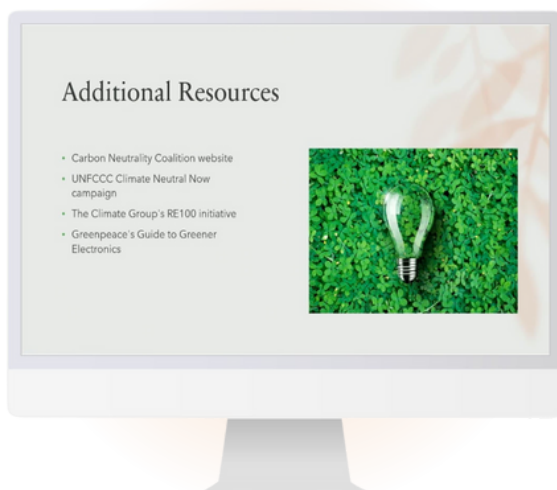 Additional Resources
• Carbon Neutrality Coalition website
• UNFCCC Climate Neutral Now
campaign
• The Climate Group's RE100 initiative
• Greenpeace's Guide to Greener
Electronics